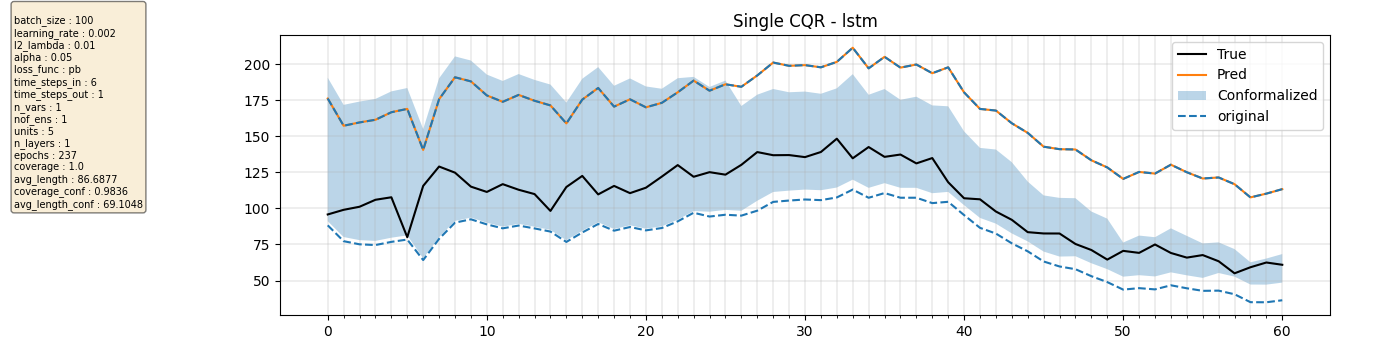 Single CQR - lstm
batch_size : 100
learning_rate : 0.002
l2_lambda : 0.01
alpha : 0.05
loss_func : pb
time_steps_in : 6
time_steps_out : 1
n_vars : 1
nof_ens : 1
units : 5
n_layers : 1
epochs : 237
coverage : 1.0
avg_length : 86.6877
coverage_conf : 0.9836
avg_length_conf : 69.1048
200
175
150
125
100
75
50
True
Pred
Conformalized
original
0 10 20 30 40 50 60